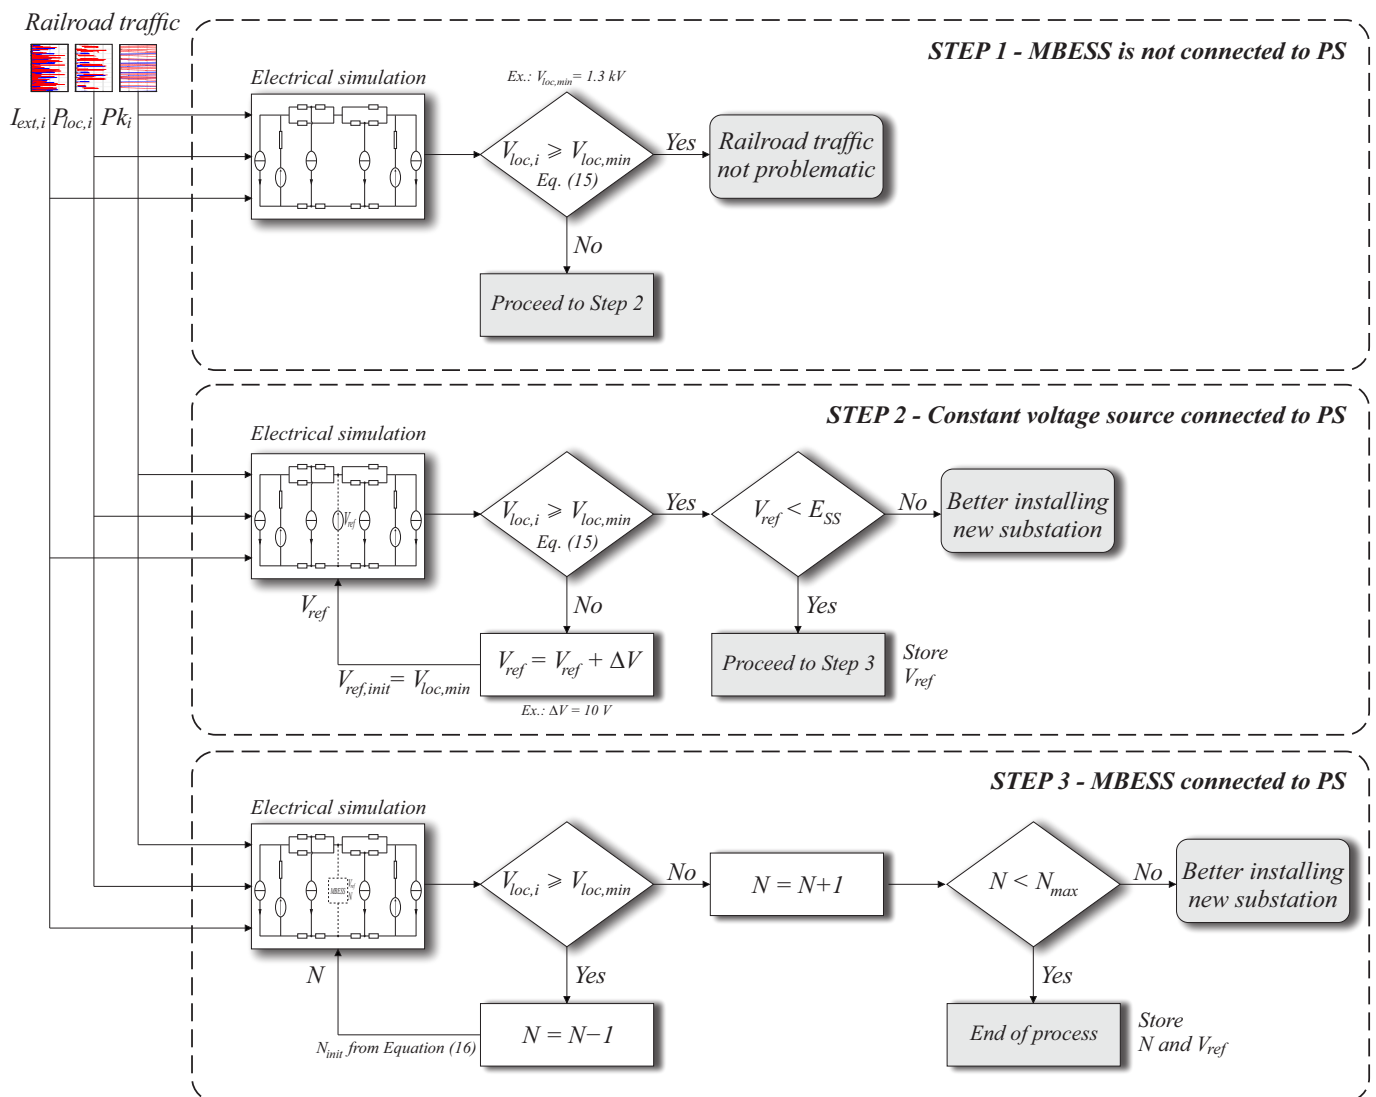 Railroad traffic
I_ext,i P_loc,i Pk_i
STEP 1 - MBESS is not connected to PS
Electrical simulation
Ex.: V_loc,min = 1.3 kV
V_loc,i ⩾ V_loc,min
Eq. (15)
Yes
Railroad traffic
not problematic
No
Proceed to Step 2
STEP 2 - Constant voltage source connected to PS
Electrical simulation
V_ref
V_loc,i ⩾ V_loc,min
Eq. (15)
Yes
V_ref < E_SS
No
Better installing
new substation
V_ref
No
Yes
V_ref,init = V_loc,min
V_ref = V_ref + ΔV
Ex.: ΔV = 10 V
Proceed to Step 3
Store
V_ref
STEP 3 - MBESS connected to PS
Electrical simulation
MBESS
V_ref
N
V_loc,i ⩾ V_loc,min
No
N = N+1
N < N_max
No
Better installing
new substation
N
Yes
Yes
N_init from Equation (16)
N = N−1
End of process
Store
N and V_ref